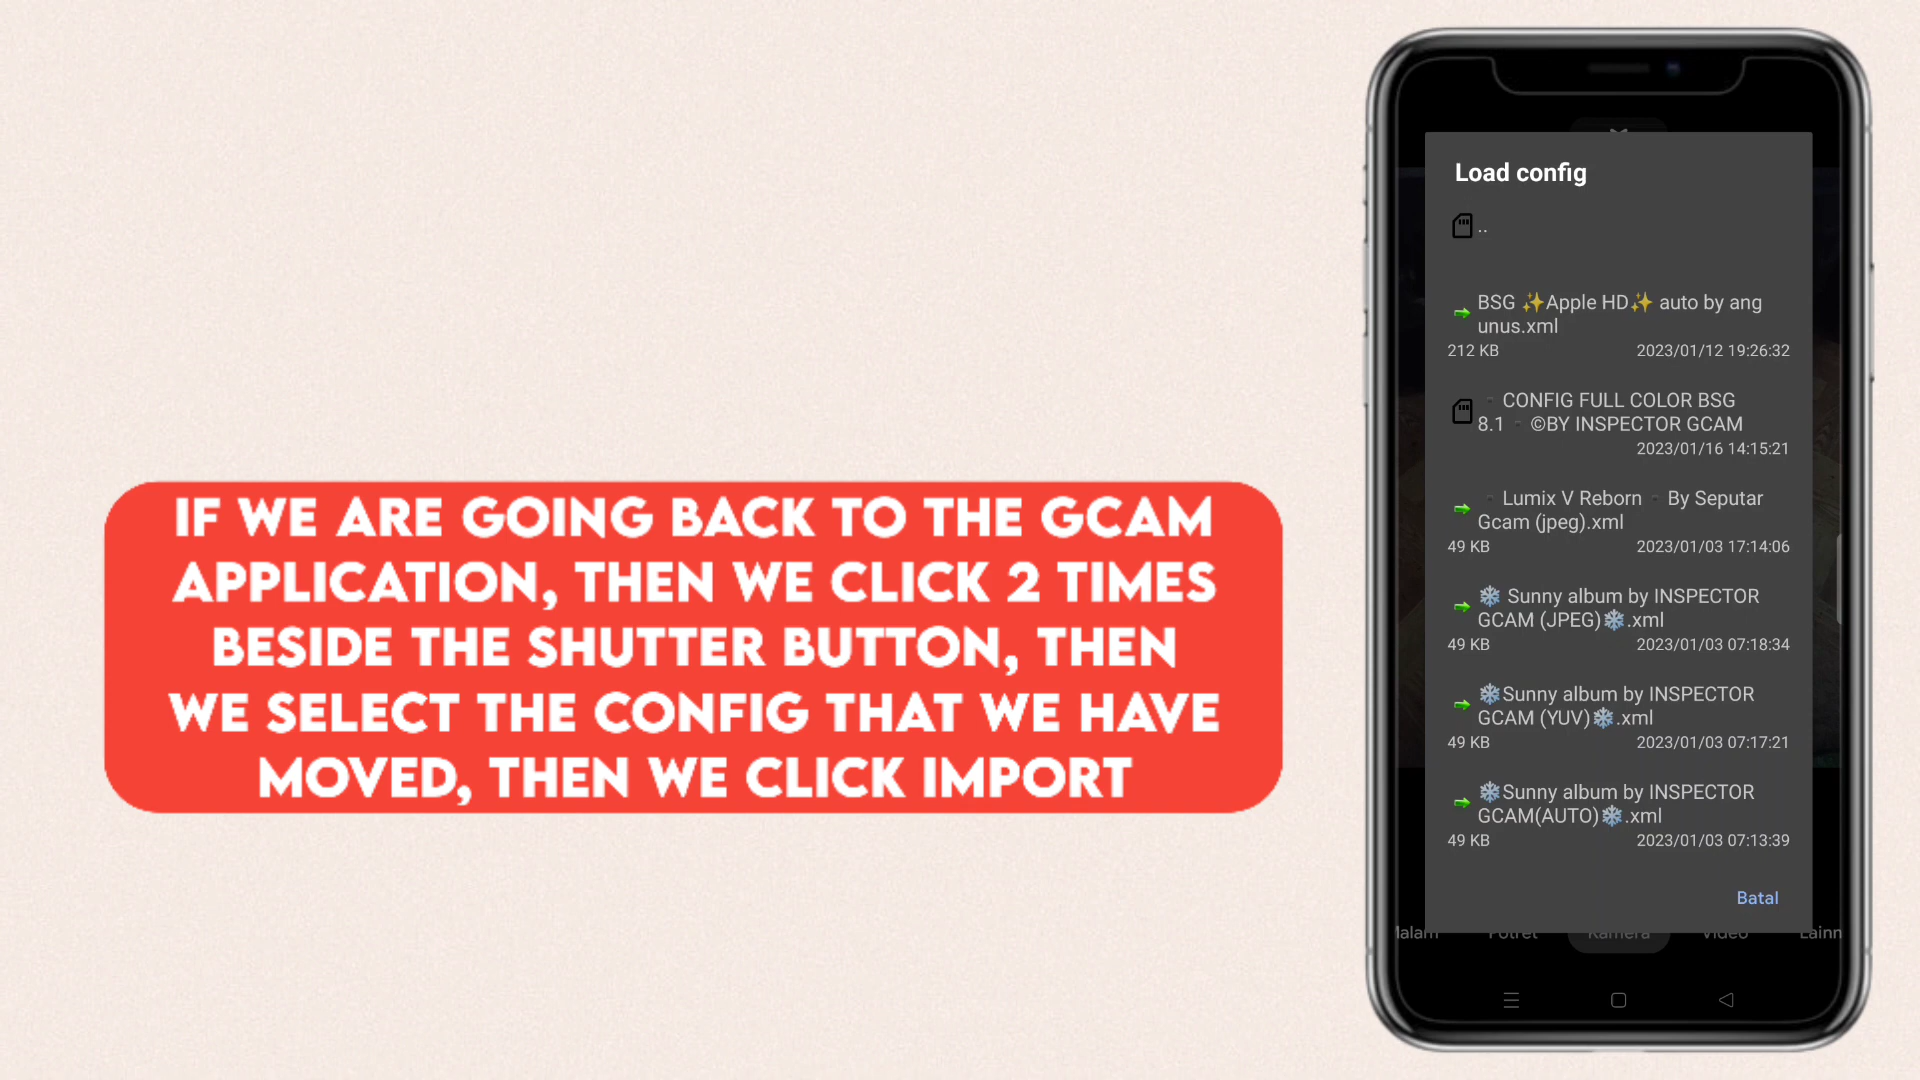 IF WE ARE GOING BACK TO THE GCAM
APPLICATION, THEN WE CLICK 2 TIMES
BESIDE THE SHUTTER BUTTON, THEN
WE SELECT THE CONFIG THAT WE HAVE
MOVED, THEN WE CLICK IMPORT
Load config
..
BSG ✨Apple HD✨ auto by ang
unus.xml
212 KB 2023/01/12 19:26:32
▪ CONFIG FULL COLOR BSG
8.1 ▪ ©BY INSPECTOR GCAM
2023/01/16 14:15:21
▪ Lumix V Reborn ▪ By Seputar
Gcam (jpeg).xml
49 KB 2023/01/03 17:14:06
❄️ Sunny album by INSPECTOR
GCAM (JPEG)❄️.xml
49 KB 2023/01/03 07:18:34
❄️Sunny album by INSPECTOR
GCAM (YUV)❄️.xml
49 KB 2023/01/03 07:17:21
❄️Sunny album by INSPECTOR
GCAM(AUTO)❄️.xml
49 KB 2023/01/03 07:13:39
Batal
Malam Potret Kamera Video Lainn